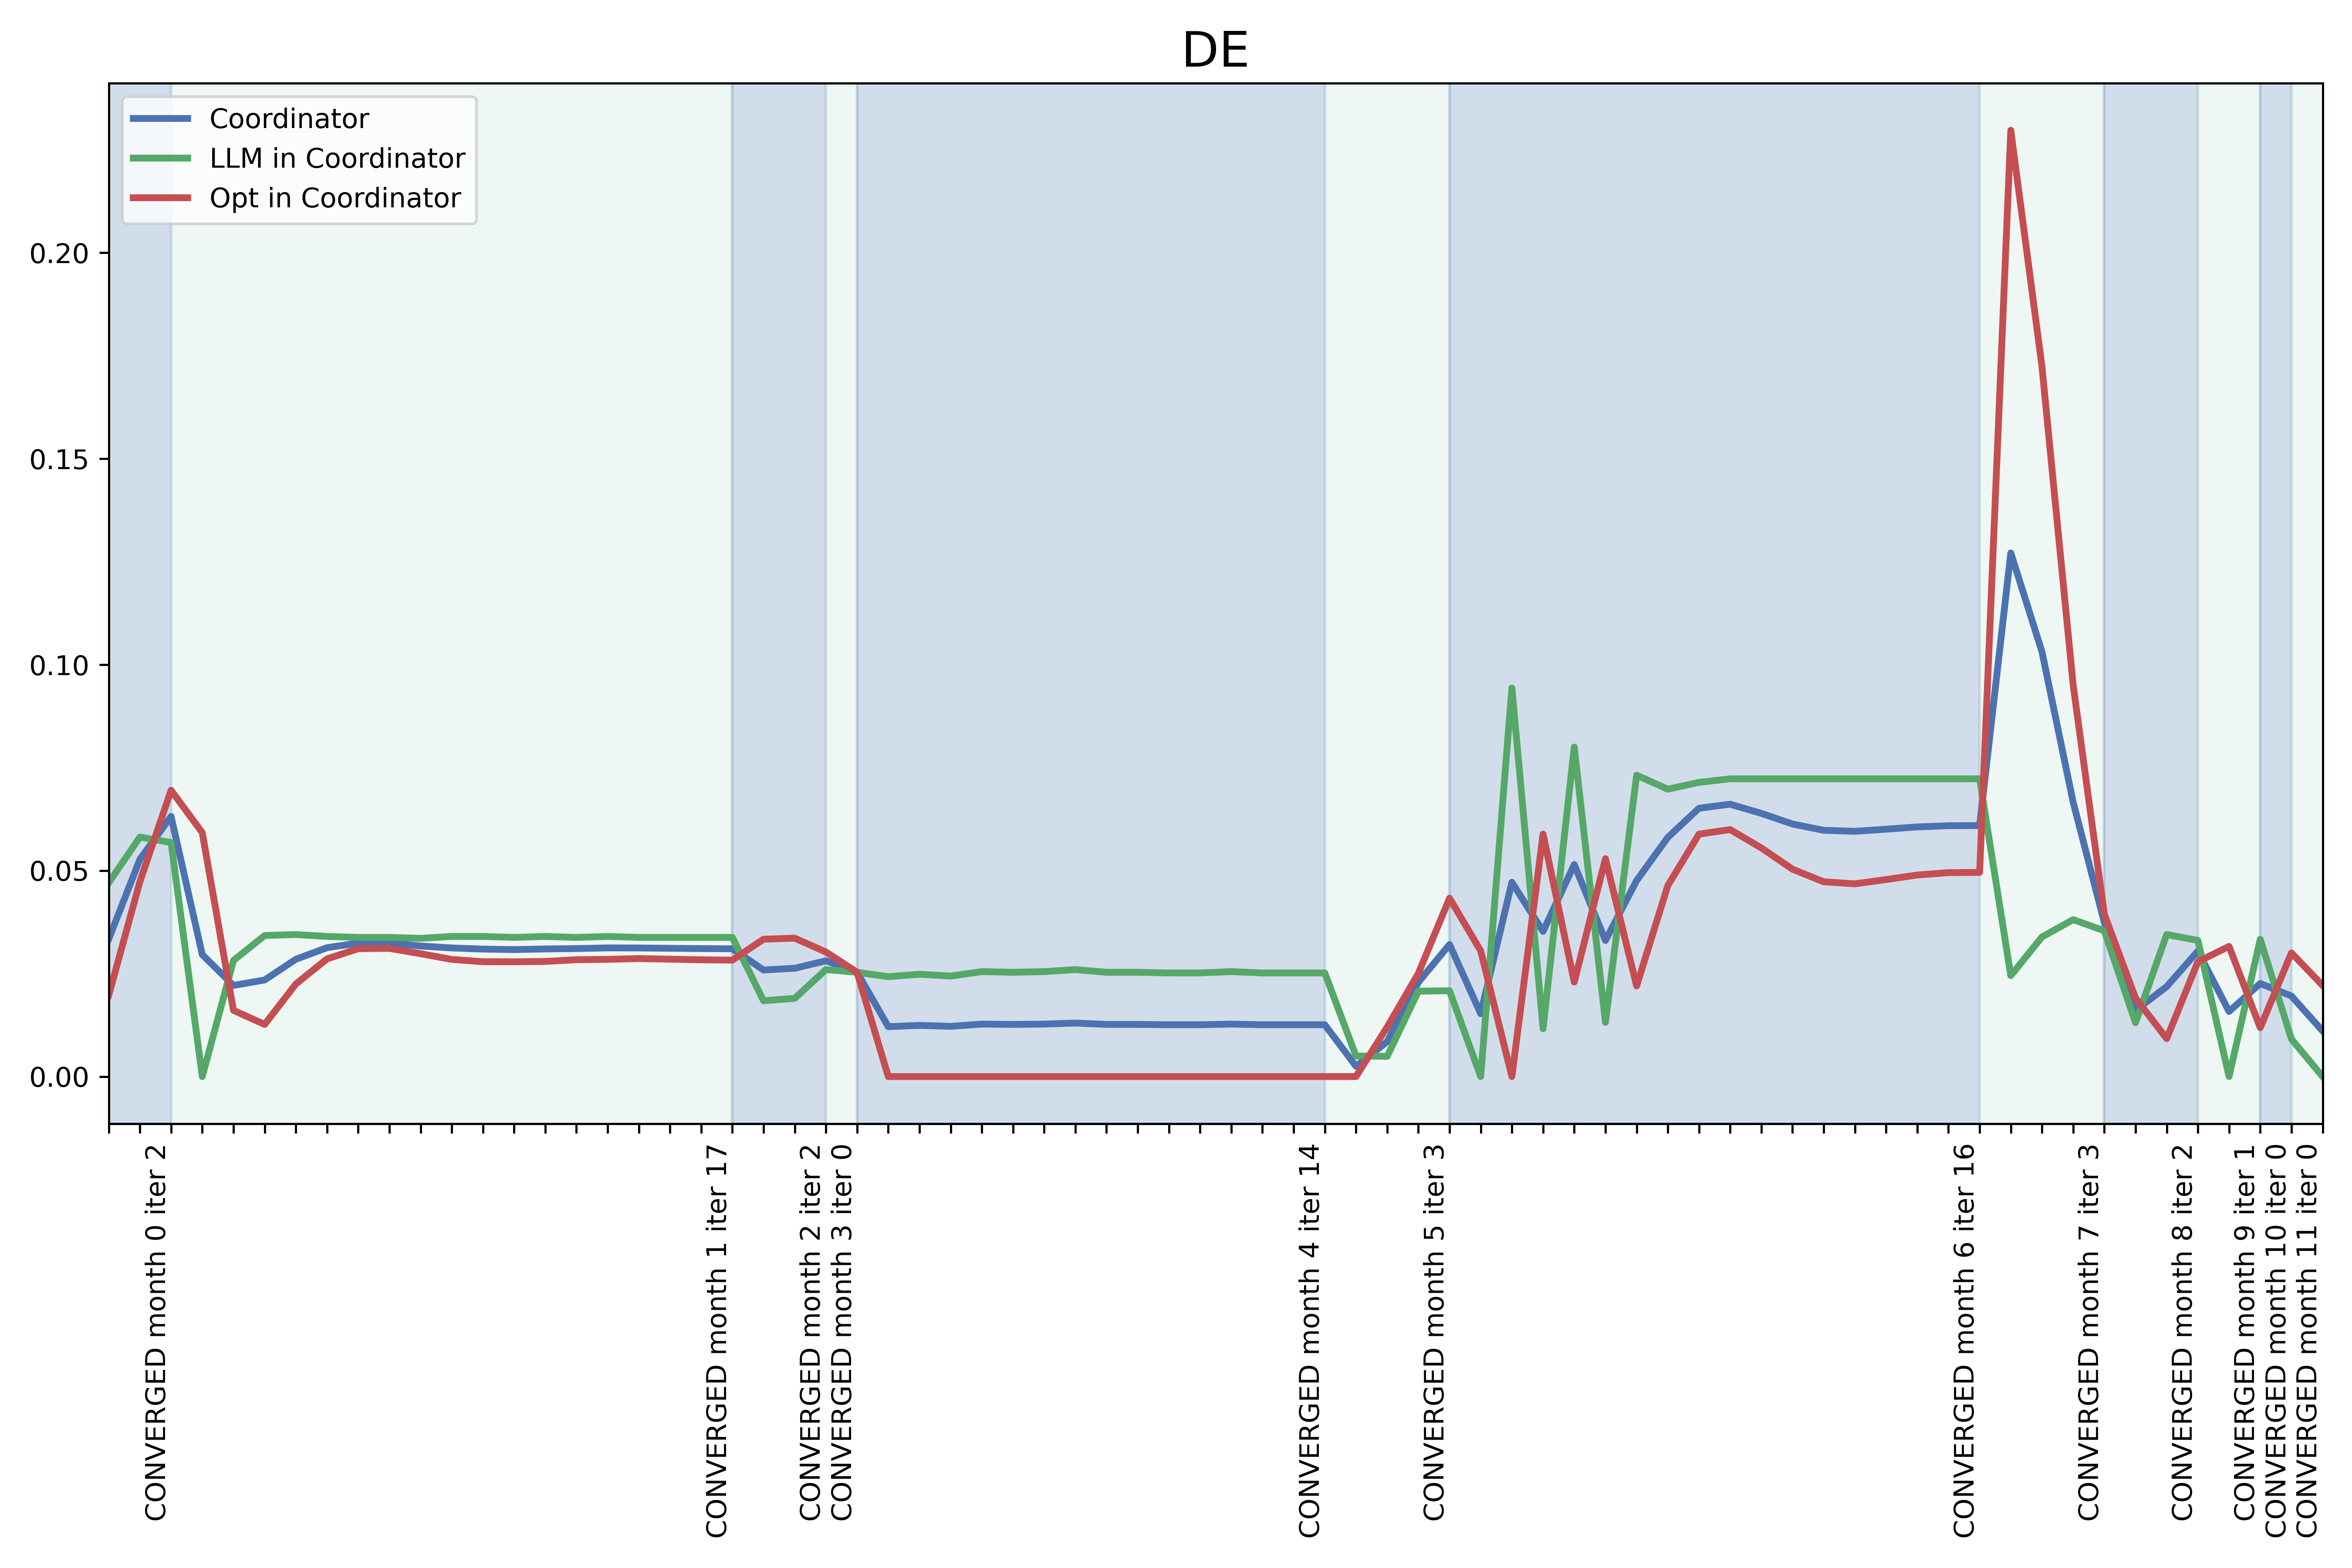 DE
Coordinator
LLM in Coordinator
Opt in Coordinator
0.20
0.15
0.10
0.05
0.00
CONVERGED month 0 iter 2
CONVERGED month 1 iter 17
CONVERGED month 2 iter 2
CONVERGED month 3 iter 0
CONVERGED month 4 iter 14
CONVERGED month 5 iter 3
CONVERGED month 6 iter 16
CONVERGED month 7 iter 3
CONVERGED month 8 iter 2
CONVERGED month 9 iter 1
CONVERGED month 10 iter 0
CONVERGED month 11 iter 0